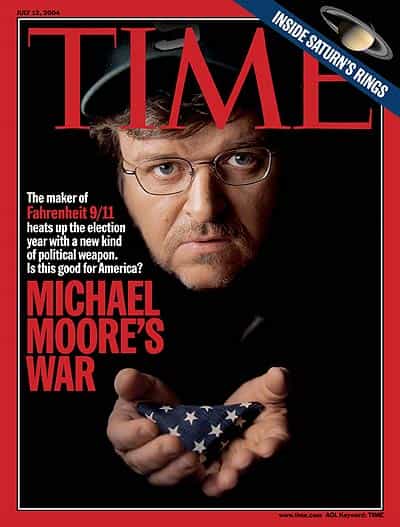 JULY 12, 2004
INSIDE SATURN'S
RINGS
TIME
The maker of
Fahrenheit 9/11
heats up the election
year with a new kind
of political weapon.
Is this good for America?
MICHAEL
MOORE'S
WAR
www.time.com AOL Keyword: TIME